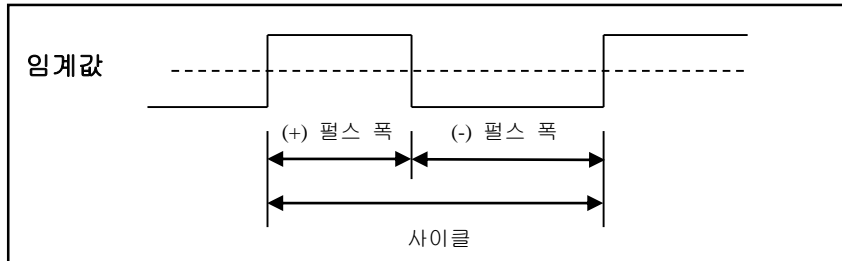 임계값
(+) 펄스 폭 (-) 펄스 폭
사이클